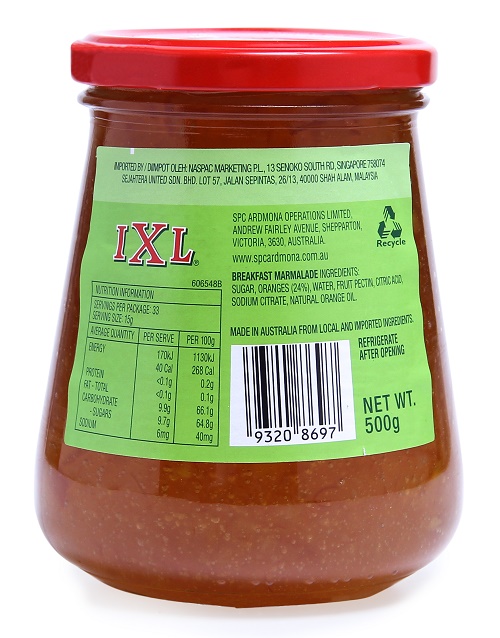 IMPORTED BY / DIIMPOT OLEH: NASPAC MARKETING P.L., 13 SENOKO SOUTH RD, SINGAPORE 758074
SEJAHTERA UNITED SDN. BHD. LOT 57, JALAN SEPINTAS, 26/13, 40000 SHAH ALAM, MALAYSIA
IXL®
SPC ARDMONA OPERATIONS LIMITED,
ANDREW FAIRLEY AVENUE, SHEPPARTON,
VICTORIA, 3630, AUSTRALIA.
www.spcardmona.com.au
Recycle
606548B
BREAKFAST MARMALADE INGREDIENTS:
SUGAR, ORANGES (24%), WATER, FRUIT PECTIN, CITRIC ACID,
SODIUM CITRATE, NATURAL ORANGE OIL.
MADE IN AUSTRALIA FROM LOCAL AND IMPORTED INGREDIENTS.
REFRIGERATE
AFTER OPENING
NUTRITION INFORMATION
SERVINGS PER PACKAGE: 33
SERVING SIZE: 15g
AVERAGE QUANTITY PER SERVE PER 100g
ENERGY 170kJ 1130kJ
40 Cal 268 Cal
PROTEIN <0.1g 0.2g
FAT - TOTAL <0.1g 0.1g
CARBOHYDRATE 9.9g 66.1g
- SUGARS 9.7g 64.8g
SODIUM 6mg 40mg
9320 8697
NET WT.
500g